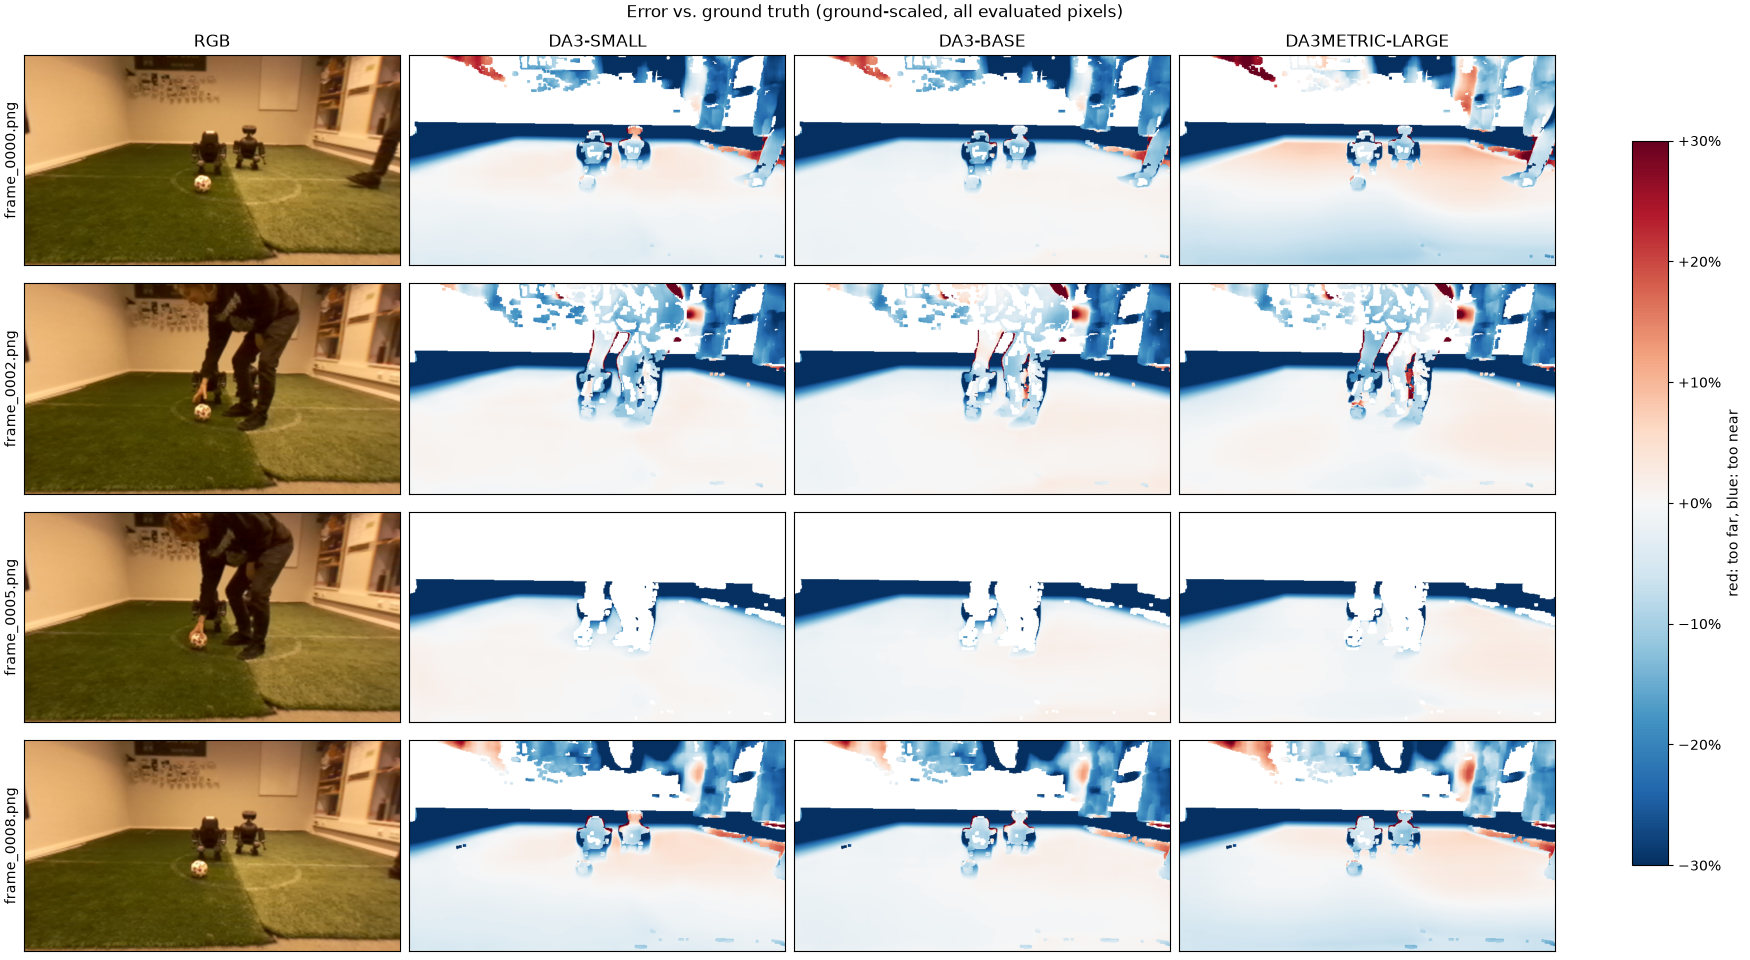 Error vs. ground truth (ground-scaled, all evaluated pixels)
RGB
DA3-SMALL
DA3-BASE
DA3METRIC-LARGE
frame_0000.png
frame_0002.png
frame_0005.png
frame_0008.png
+30%
+20%
+10%
+0%
−10%
−20%
−30%
red: too far, blue: too near